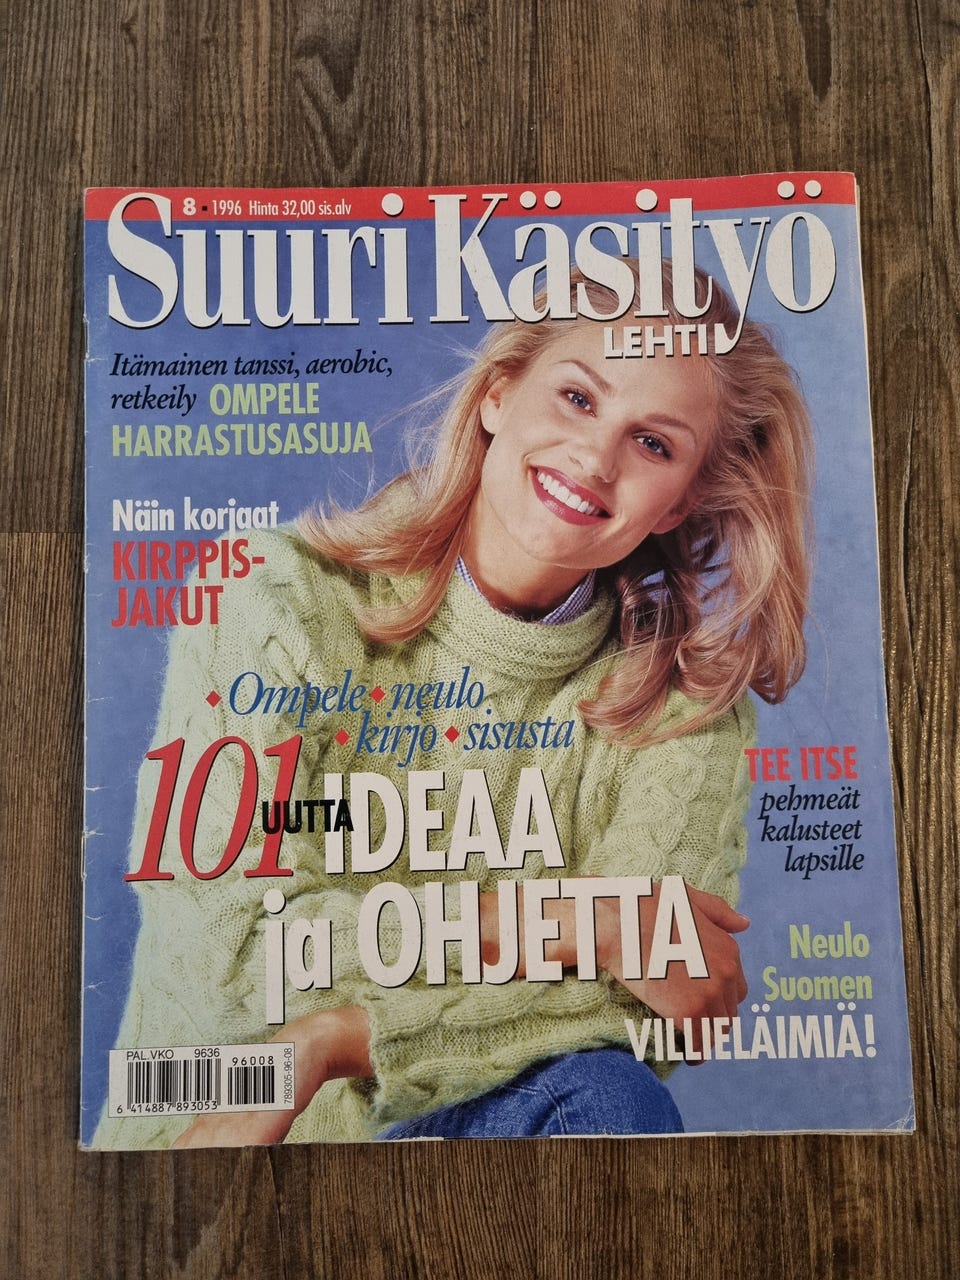 8 • 1996 Hinta 32,00 sis.alv
Suuri Käsityö
LEHTI
Itämainen tanssi, aerobic,
retkeily OMPELE
HARRASTUSASUJA
Näin korjaat
KIRPPIS-
JAKUT
♦ Ompele ♦ neulo
♦ kirjo ♦ sisusta
101 UUTTA IDEAA
ja OHJETTA
TEE ITSE
pehmeät
kalusteet
lapsille
Neulo
Suomen
VILLIELÄIMIÄ!
PAL.VKO 9636
96008
6 414887 893053
789305-96-08